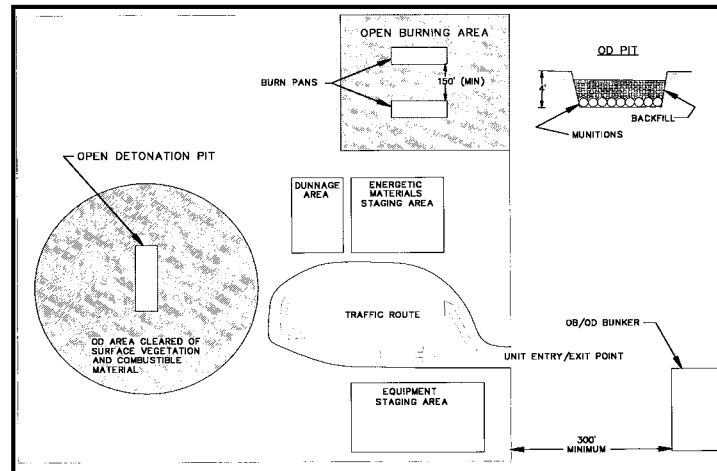 OPEN BURNING AREA
BURN PANS
150' (MIN)
OD PIT
4'
BACKFILL
MUNITIONS
OPEN DETONATION PIT
DUNNAGE
AREA
ENERGETIC
MATERIALS
STAGING AREA
TRAFFIC ROUTE
OD AREA CLEARED OF
SURFACE VEGETATION
AND COMBUSTIBLE
MATERIAL
OB/OD BUNKER
UNIT ENTRY/EXIT POINT
EQUIPMENT
STAGING AREA
300'
MINIMUM